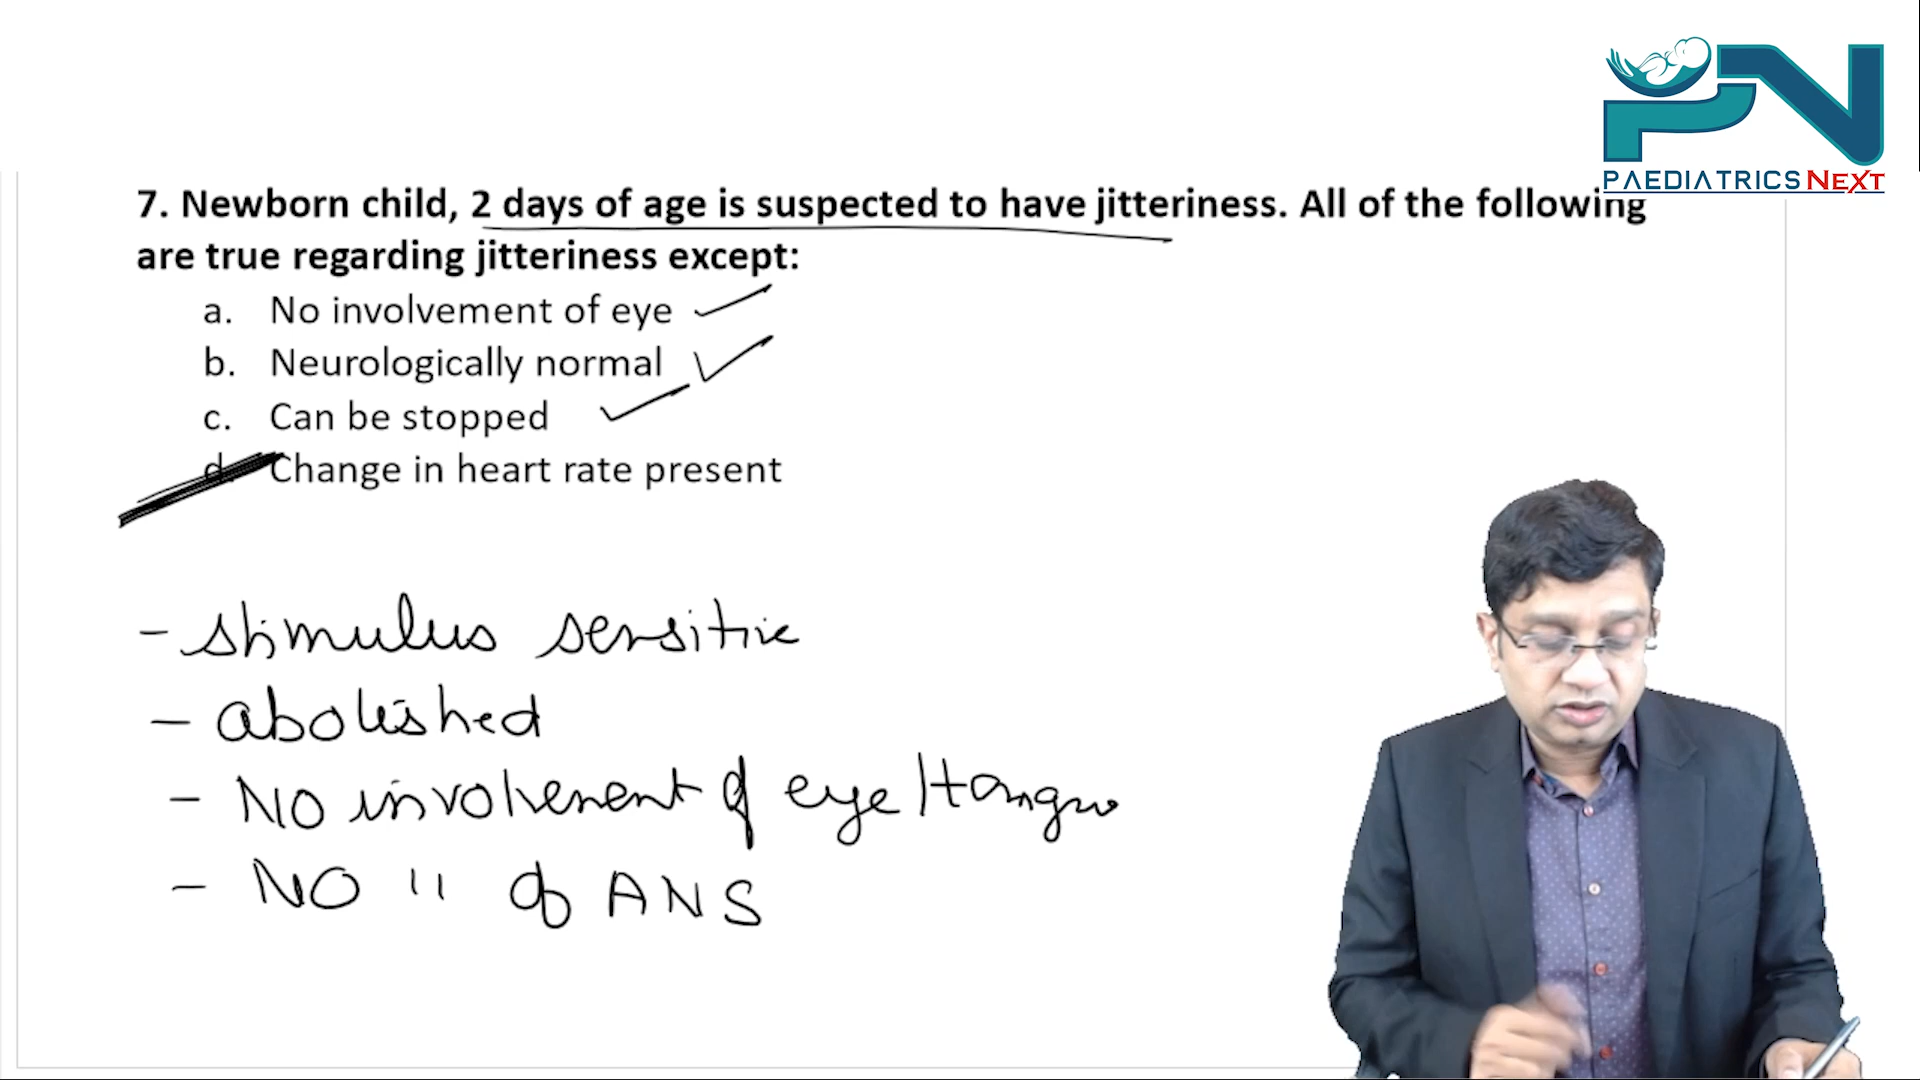 PAEDIATRICS NEXT
7. Newborn child, 2 days of age is suspected to have jitteriness. All of the following
are true regarding jitteriness except:
a. No involvement of eye
b. Neurologically normal
c. Can be stopped
d. Change in heart rate present
- stimulus sensitive
- abolished
- No involvement of eye/tongue
- NO " of ANS